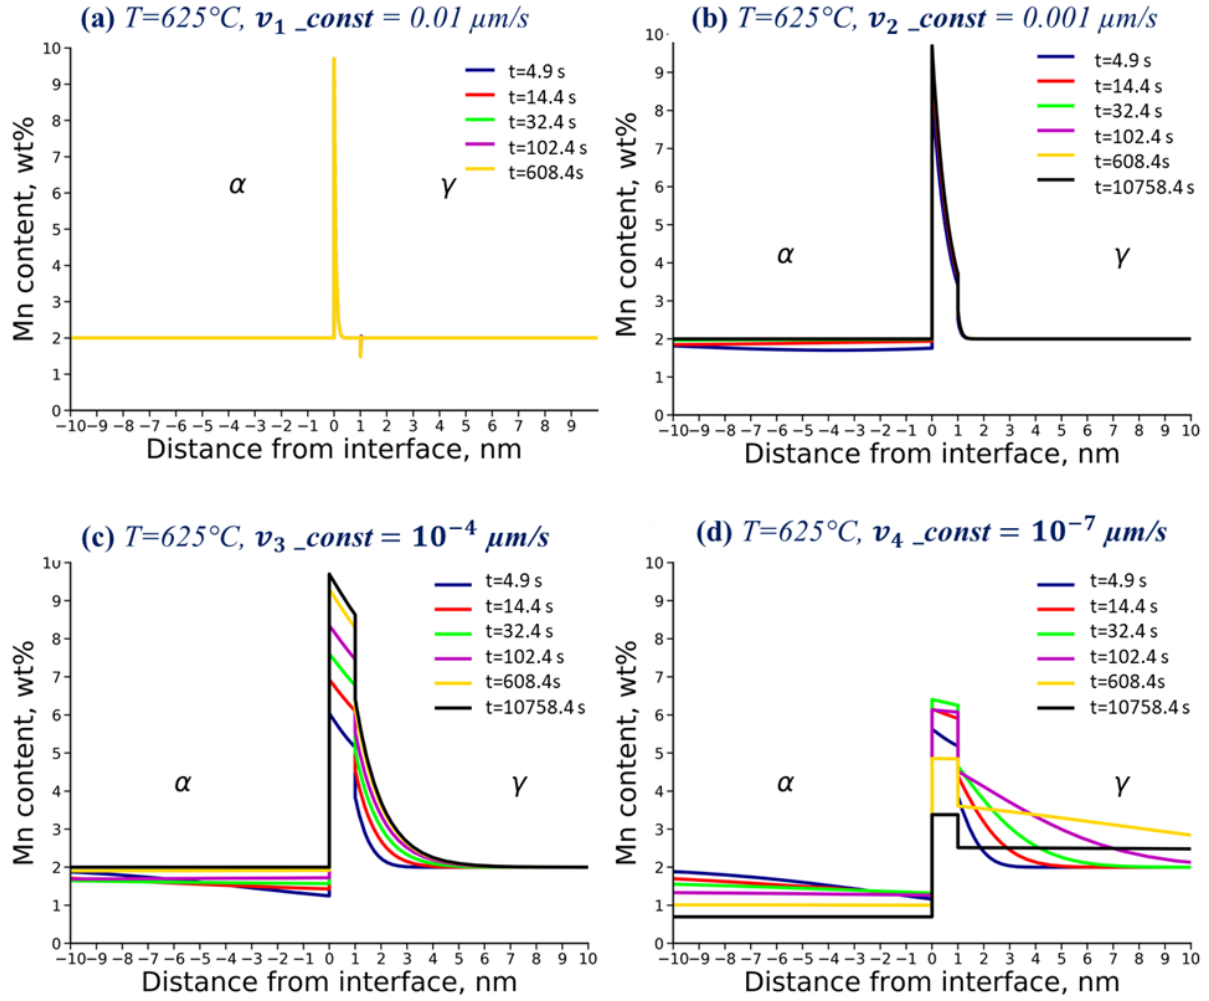 (a) T=625°C, v₁ _const = 0.01 µm/s
10
9
8
7
6
5
4
3
2
1
0
Mn content, wt%
t=4.9 s
t=14.4 s
t=32.4 s
t=102.4 s
t=608.4s
α
γ
−10−9 −8 −7 −6 −5 −4 −3 −2 −1 0 1 2 3 4 5 6 7 8 9
Distance from interface, nm
(b) T=625°C, v₂ _const = 0.001 µm/s
10
9
8
7
6
5
4
3
2
1
0
Mn content, wt%
t=4.9 s
t=14.4 s
t=32.4 s
t=102.4 s
t=608.4s
t=10758.4 s
α
γ
−10−9 −8 −7 −6 −5 −4 −3 −2 −1 0 1 2 3 4 5 6 7 8 9 10
Distance from interface, nm
(c) T=625°C, v₃ _const = 10⁻⁴ µm/s
10
9
8
7
6
5
4
3
2
1
0
Mn content, wt%
t=4.9 s
t=14.4 s
t=32.4 s
t=102.4 s
t=608.4s
t=10758.4 s
α
γ
−10−9 −8 −7 −6 −5 −4 −3 −2 −1 0 1 2 3 4 5 6 7 8 9 10
Distance from interface, nm
(d) T=625°C, v₄ _const = 10⁻⁷ µm/s
10
9
8
7
6
5
4
3
2
1
0
Mn content, wt%
t=4.9 s
t=14.4 s
t=32.4 s
t=102.4 s
t=608.4s
t=10758.4 s
α
γ
−10−9 −8 −7 −6 −5 −4 −3 −2 −1 0 1 2 3 4 5 6 7 8 9 10
Distance from interface, nm